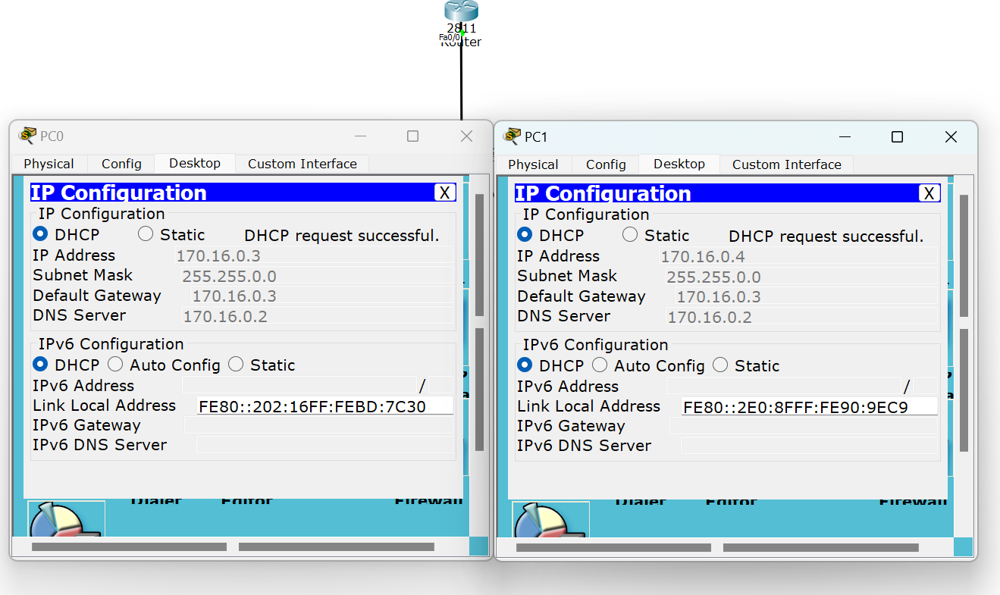 2811
Fa0/0
Router
PC0
Physical Config Desktop Custom Interface
IP Configuration X
IP Configuration
DHCP Static DHCP request successful.
IP Address 170.16.0.3
Subnet Mask 255.255.0.0
Default Gateway 170.16.0.3
DNS Server 170.16.0.2
IPv6 Configuration
DHCP Auto Config Static
IPv6 Address /
Link Local Address FE80::202:16FF:FEBD:7C30
IPv6 Gateway
IPv6 DNS Server
Dialer Editor Firewall
PC1
Physical Config Desktop Custom Interface
IP Configuration X
IP Configuration
DHCP Static DHCP request successful.
IP Address 170.16.0.4
Subnet Mask 255.255.0.0
Default Gateway 170.16.0.3
DNS Server 170.16.0.2
IPv6 Configuration
DHCP Auto Config Static
IPv6 Address /
Link Local Address FE80::2E0:8FFF:FE90:9EC9
IPv6 Gateway
IPv6 DNS Server
Dialer Editor Firewall